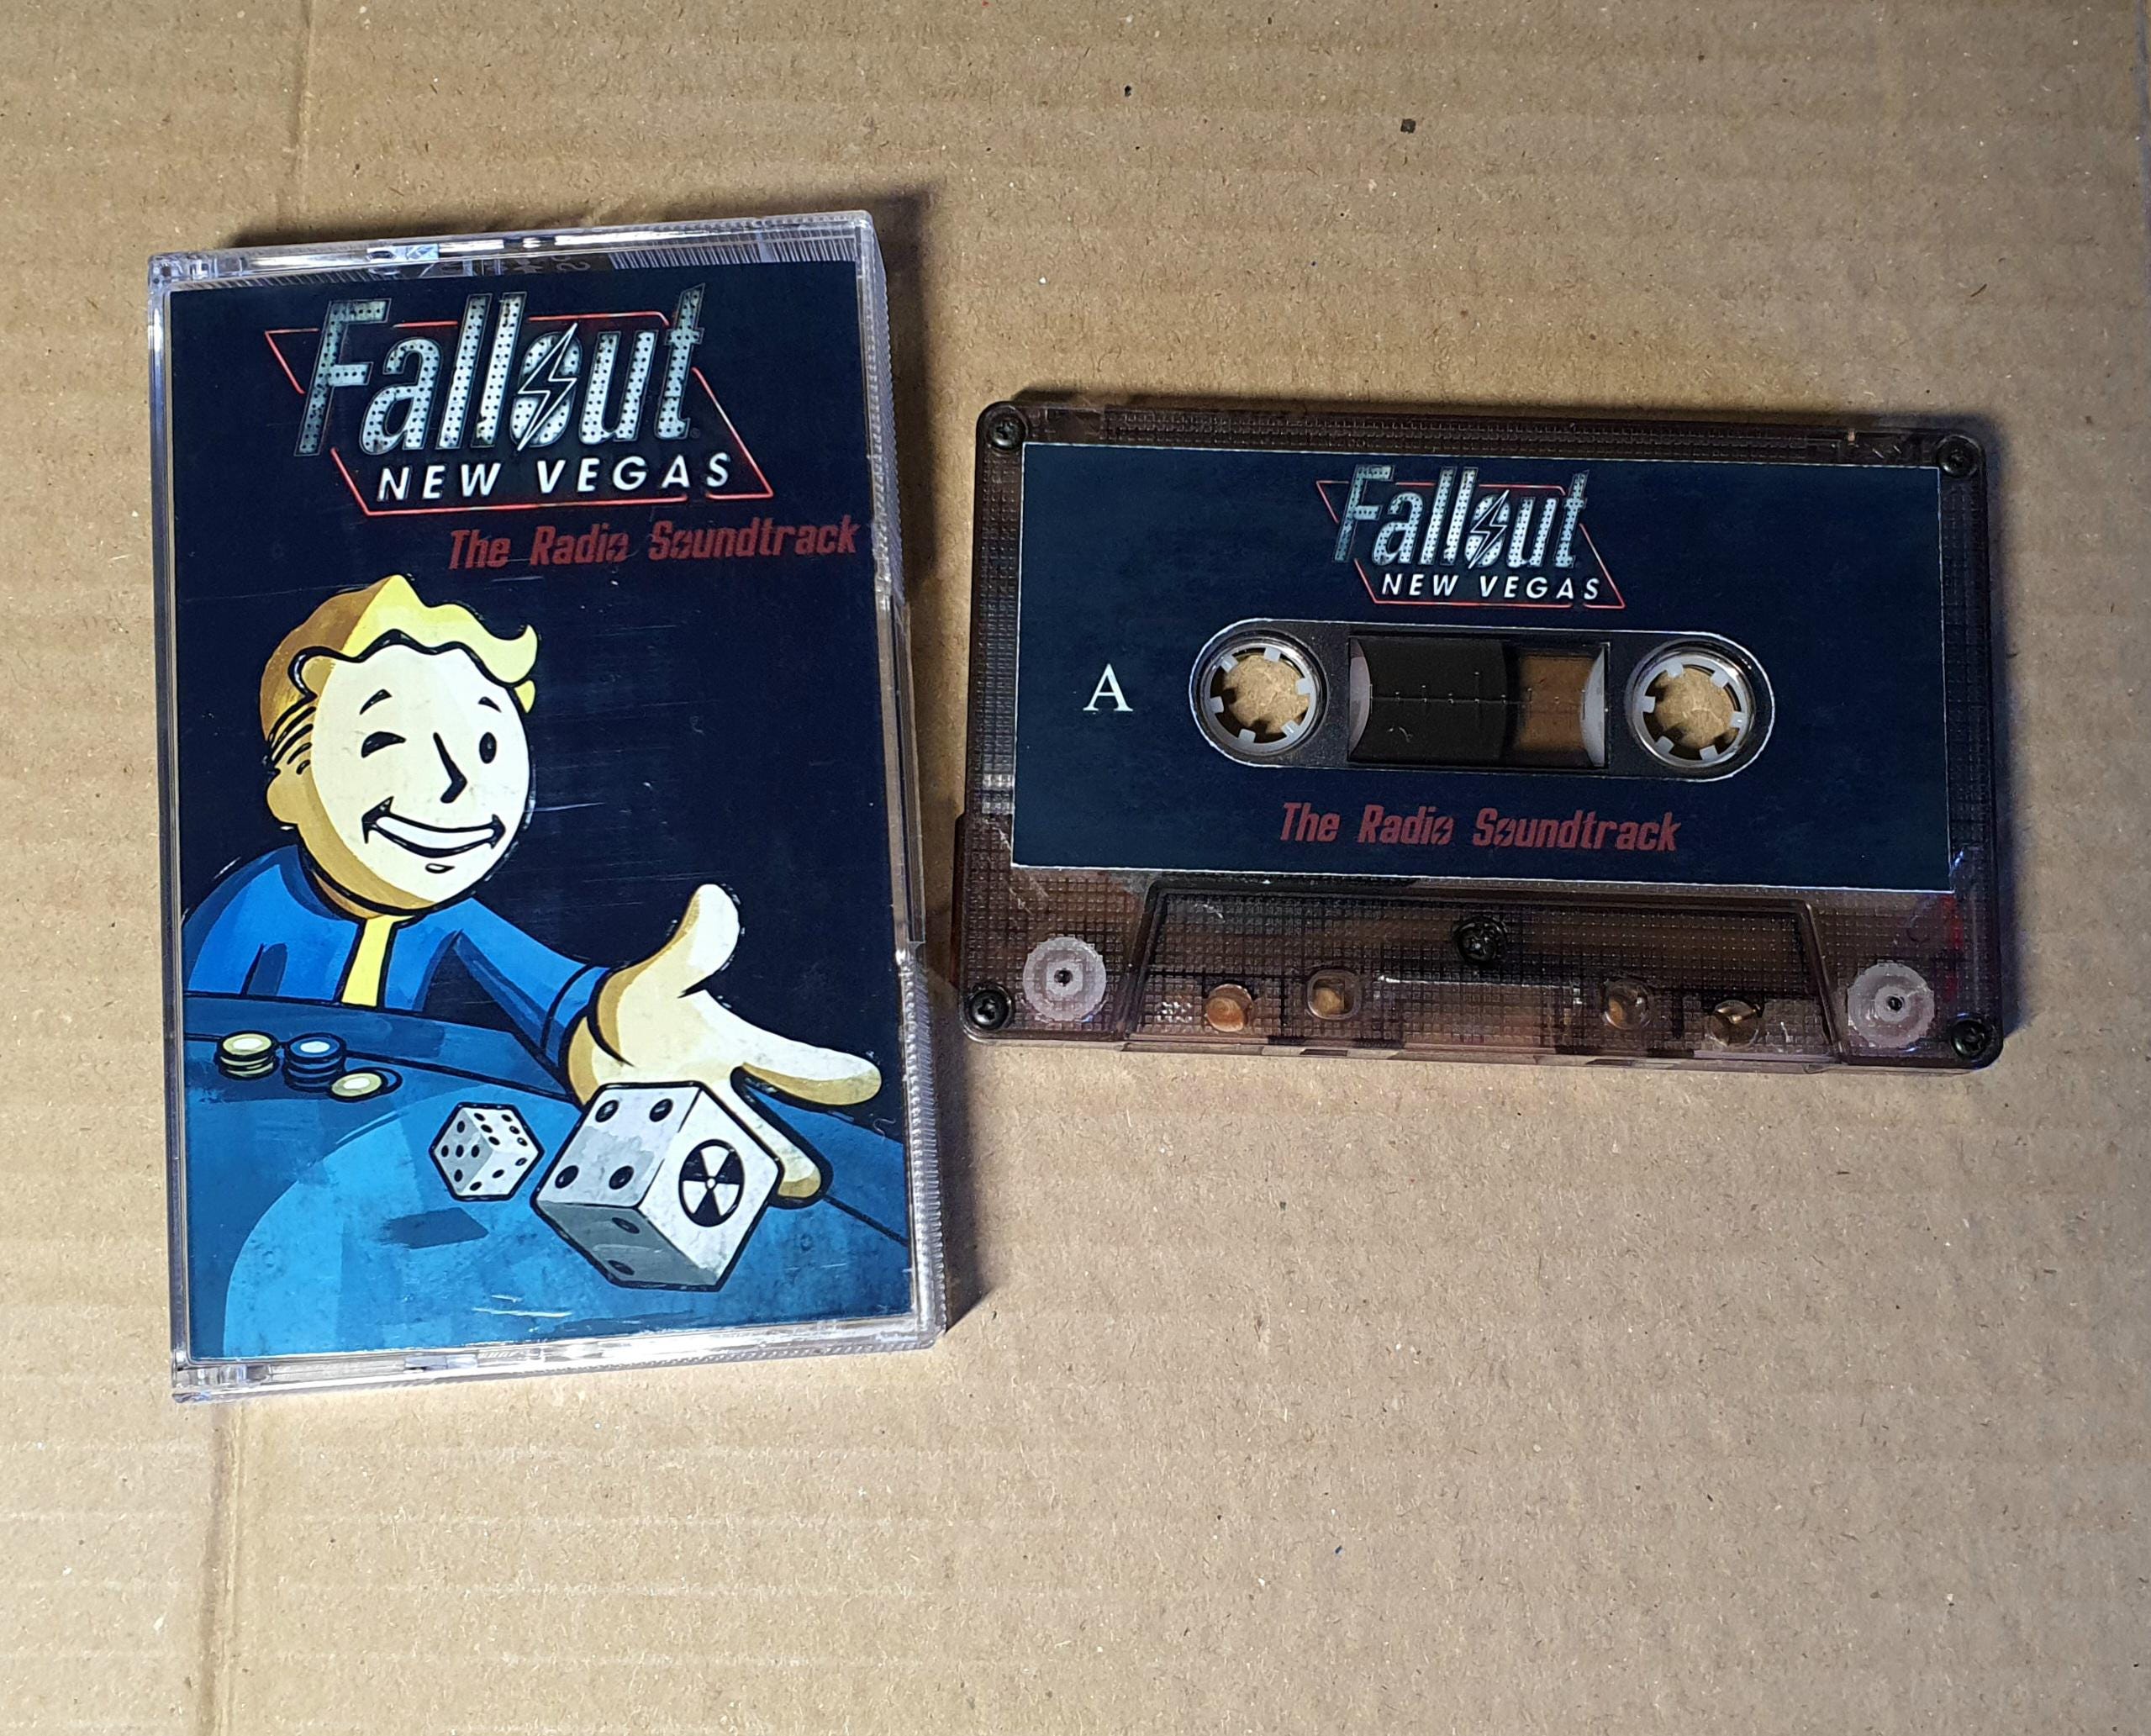 Fallout
NEW VEGAS
The Radio Soundtrack
Fallout
NEW VEGAS
A
The Radio Soundtrack